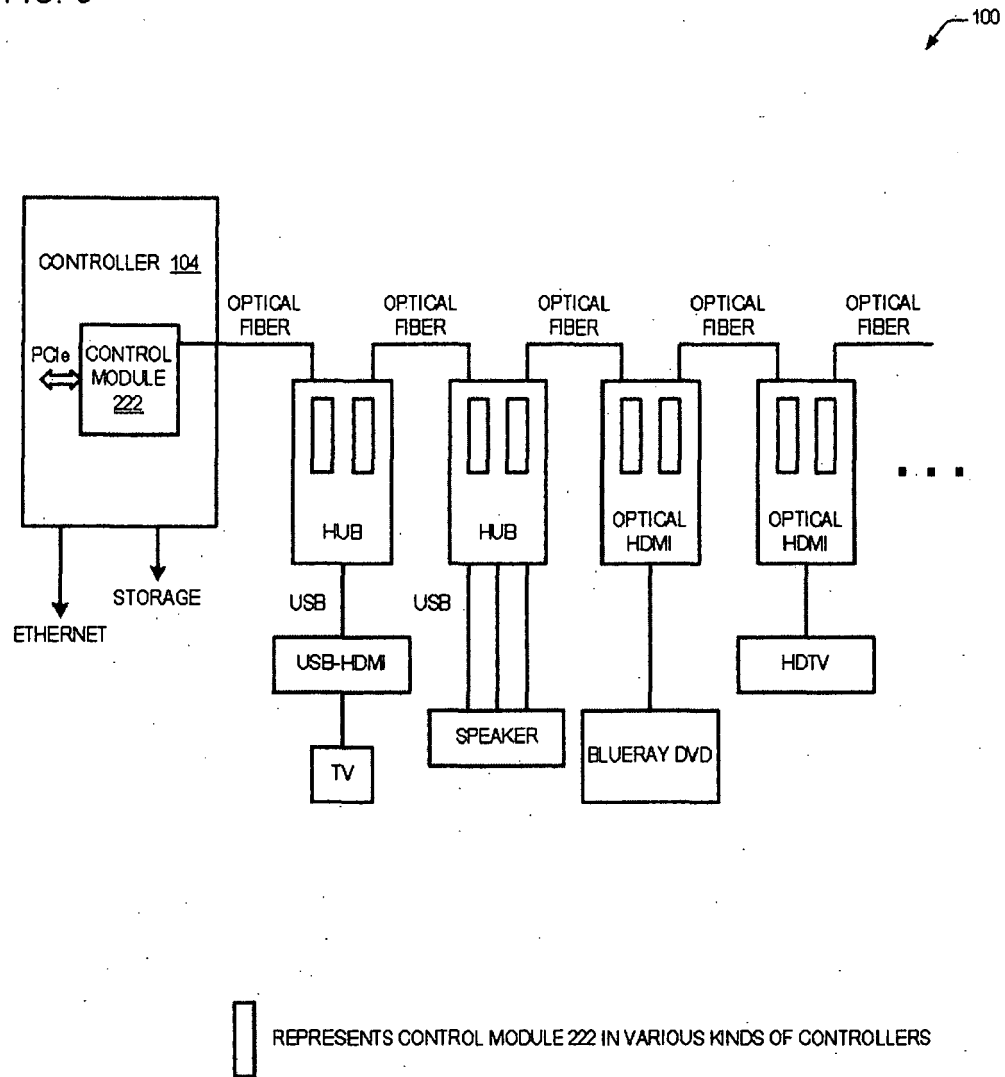 100
CONTROLLER 104
PCIe
CONTROL
MODULE
222
OPTICAL
FIBER
OPTICAL
FIBER
OPTICAL
FIBER
OPTICAL
FIBER
OPTICAL
FIBER
HUB
HUB
OPTICAL
HDMI
OPTICAL
HDMI
ETHERNET
STORAGE
USB
USB
USB-HDMI
TV
SPEAKER
BLUERAY DVD
HDTV
REPRESENTS CONTROL MODULE 222 IN VARIOUS KINDS OF CONTROLLERS